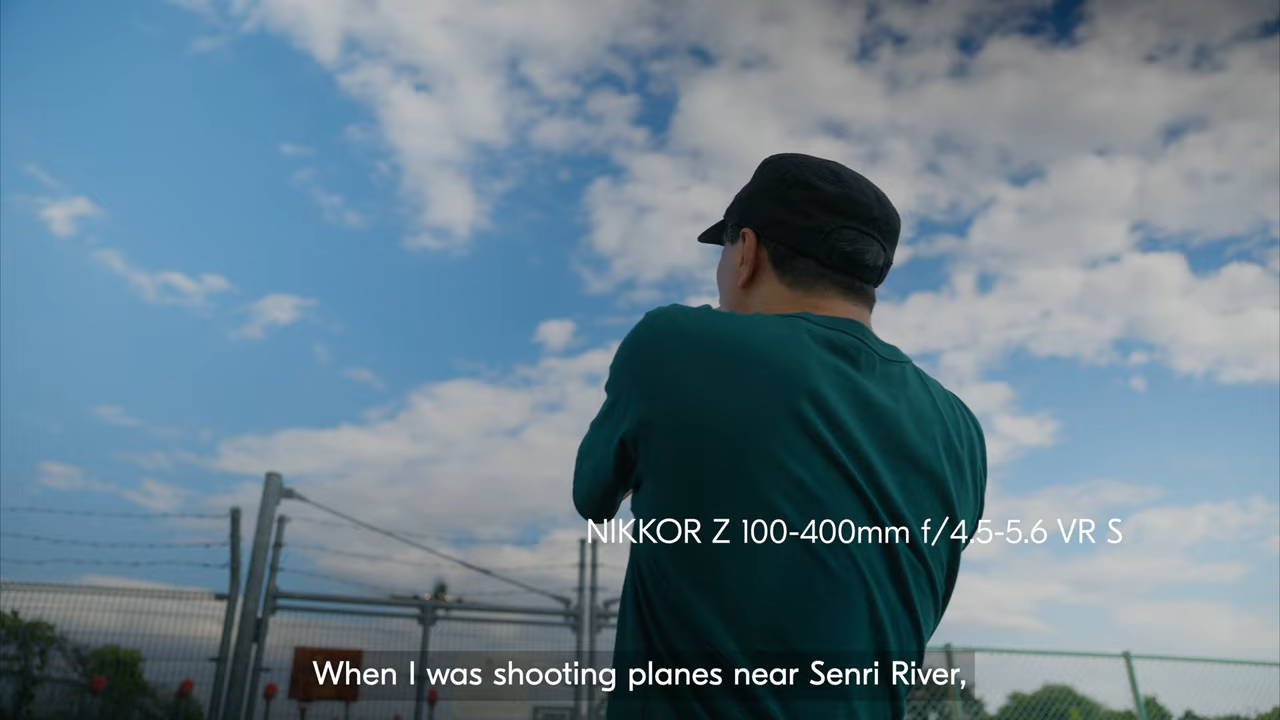 NIKKOR Z 100-400mm f/4.5-5.6 VR S
When I was shooting planes near Senri River,